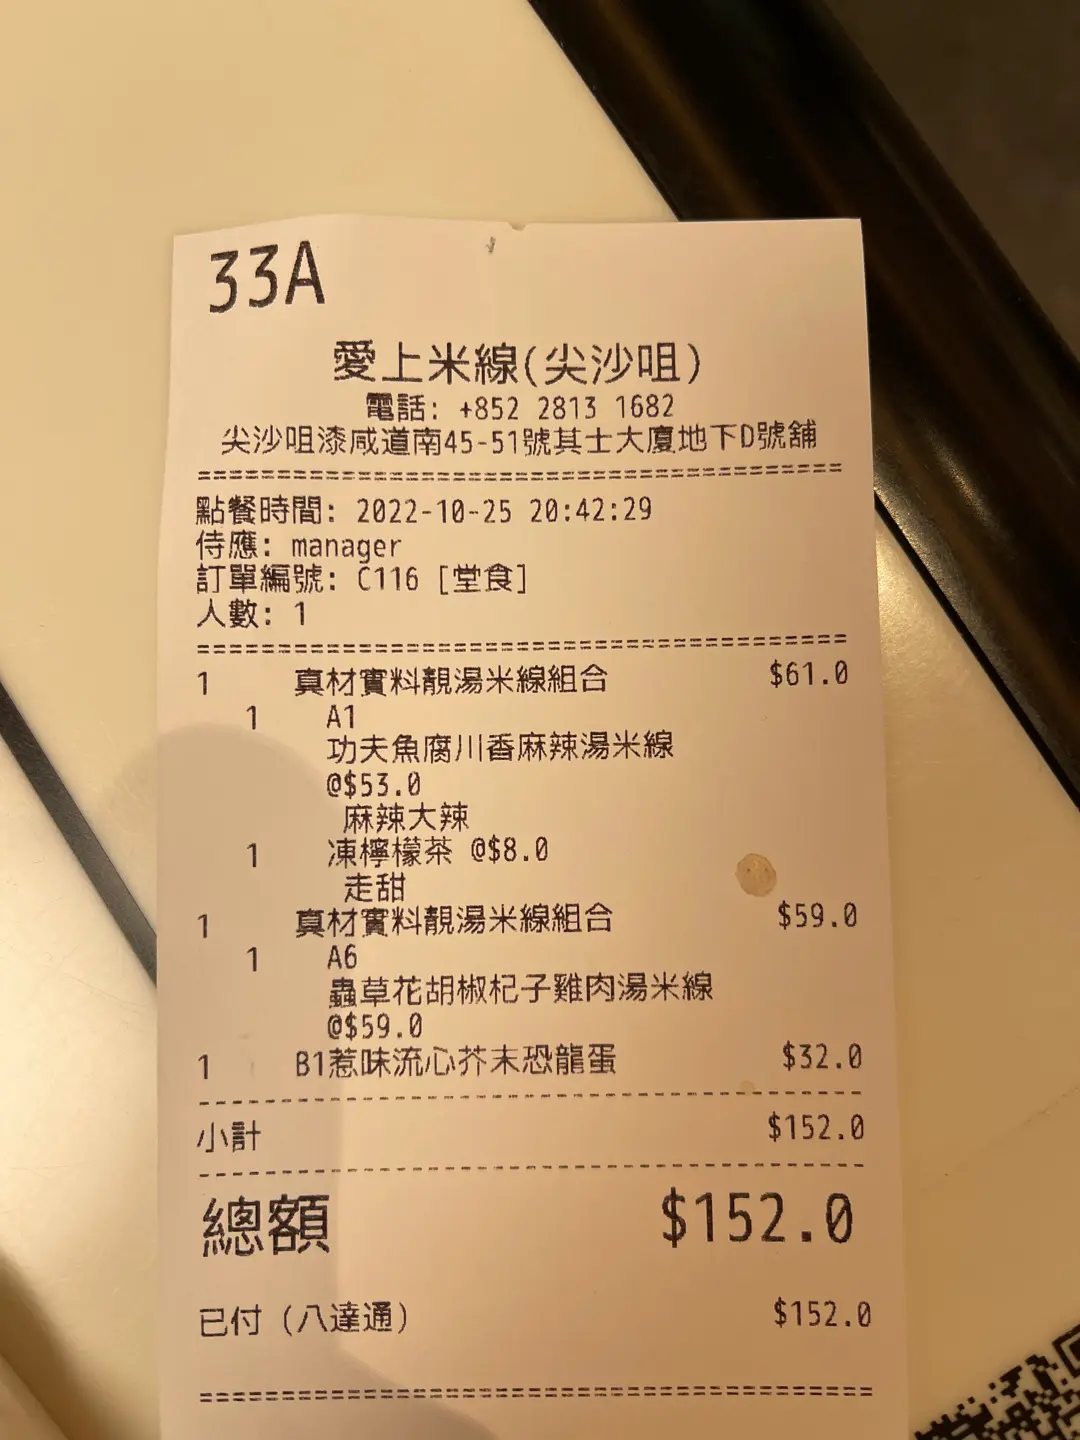 33A
愛上米線(尖沙咀)
電話: +852 2813 1682
尖沙咀漆咸道南45-51號其士大廈地下D號舖
================================================
點餐時間: 2022-10-25 20:42:29
侍應: manager
訂單編號: C116 [堂食]
人數: 1
================================================
1 真材實料靚湯米線組合 $61.0
1 A1
功夫魚腐川香麻辣湯米線
@$53.0
麻辣大辣
1 凍檸檬茶 @$8.0
走甜
1 真材實料靚湯米線組合 $59.0
1 A6
蟲草花胡椒杞子雞肉湯米線
@$59.0
1 B1惹味流心芥末恐龍蛋 $32.0
------------------------------------------------
小計 $152.0
------------------------------------------------
總額 $152.0
已付 (八達通) $152.0
================================================